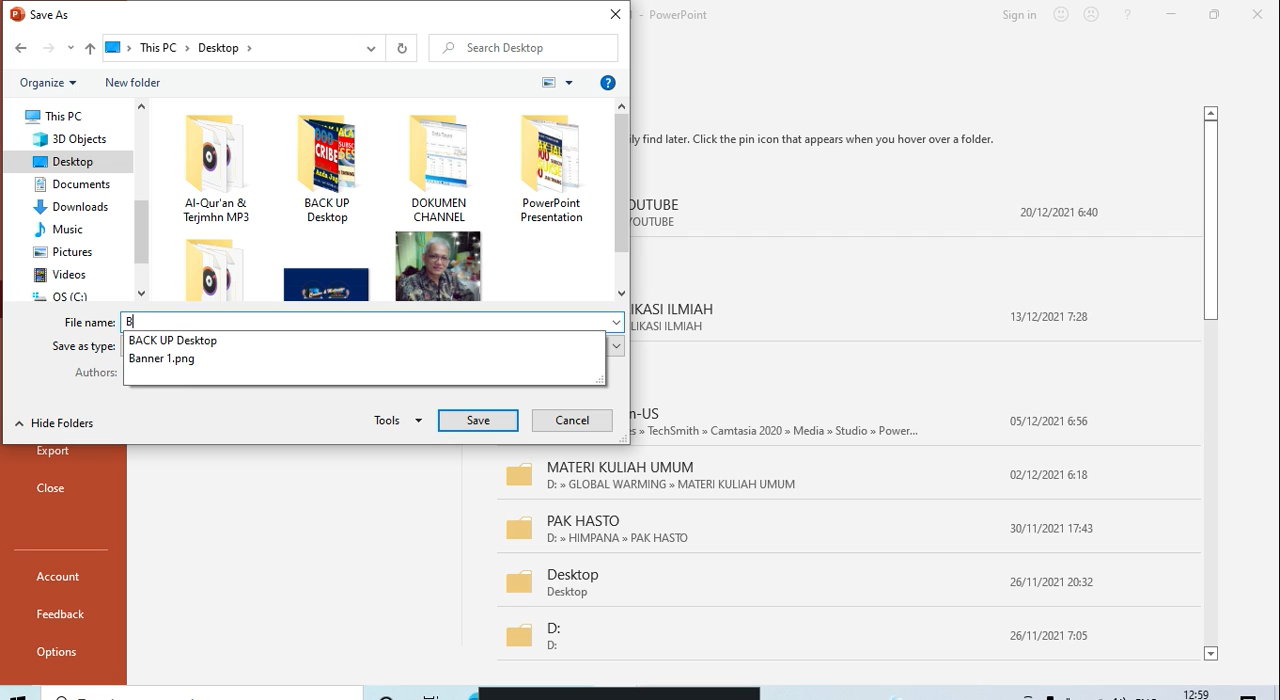 Save As
- PowerPoint
Sign in
?
This PC
Desktop
Search Desktop
Organize
New folder
?
This PC
3D Objects
Desktop
Documents
Downloads
Music
Pictures
Videos
OS (C:)
Al-Qur'an &
Terjmhn MP3
BACK UP
Desktop
DOKUMEN
CHANNEL
PowerPoint
Presentation
File name:
B
BACK UP Desktop
Banner 1.png
Save as type:
Authors:
Hide Folders
Tools
Save
Cancel
ily find later. Click the pin icon that appears when you hover over a folder.
OUTUBE
OUTUBE
20/12/2021 6:40
IKASI ILMIAH
LIKASI ILMIAH
13/12/2021 7:28
n-US
s » TechSmith » Camtasia 2020 » Media » Studio » Power...
05/12/2021 6:56
MATERI KULIAH UMUM
D: » GLOBAL WARMING » MATERI KULIAH UMUM
02/12/2021 6:18
PAK HASTO
D: » HIMPANA » PAK HASTO
30/11/2021 17:43
Desktop
Desktop
26/11/2021 20:32
D:
D:
26/11/2021 7:05
Export
Close
Account
Feedback
Options
12:59